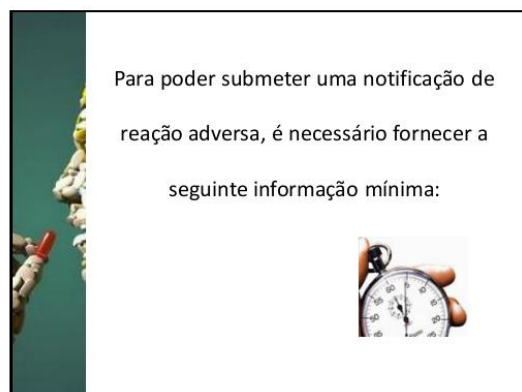 Para poder submeter uma notificação de
reação adversa, é necessário fornecer a
seguinte informação mínima: